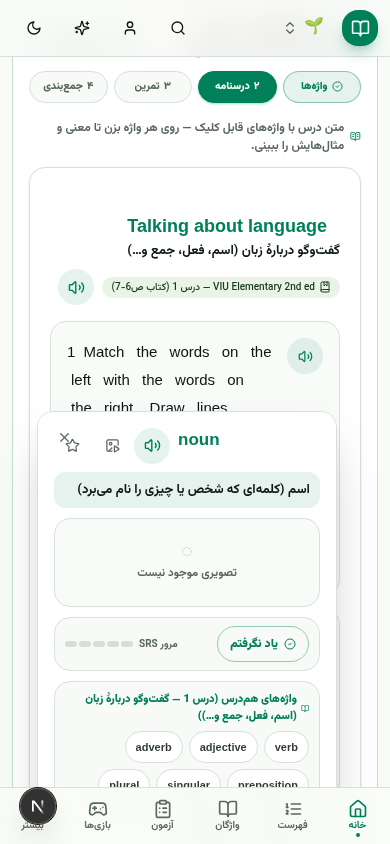 واژه‌ها
۲ درسنامه
۳ تمرین
۴ جمع‌بندی
متن درس با واژه‌های قابل کلیک — روی هر واژه بزن تا معنی و
مثال‌هایش را ببینی.
Talking about language
گفت‌وگو دربارهٔ زبان (اسم، فعل، جمع و...)
VIU Elementary 2nd ed — درس 1 (کتاب ص6-7)
1 Match the words on the
left with the words on
the right. Draw lines
noun
اسم (کلمه‌ای که شخص یا چیزی را نام می‌برد)
تصویری موجود نیست
یاد نگرفتم
مرور SRS
واژه‌های هم‌درس (درس 1 — گفت‌وگو دربارهٔ زبان
(اسم، فعل، جمع و...))
verb
adjective
adverb
preposition
singular
plural
خانه
فهرست
واژگان
آزمون
بازی‌ها
بیشتر
N